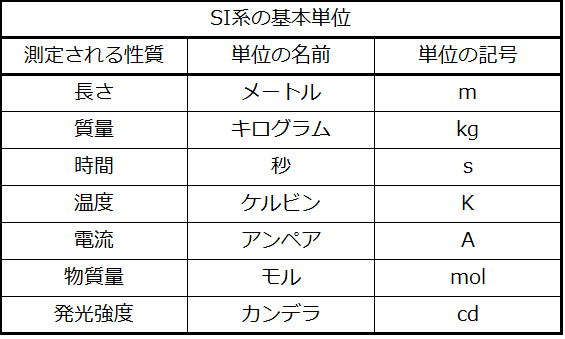 SI系の基本単位
測定される性質 単位の名前 単位の記号
長さ メートル m
質量 キログラム kg
時間 秒 s
温度 ケルビン K
電流 アンペア A
物質量 モル mol
発光強度 カンデラ cd